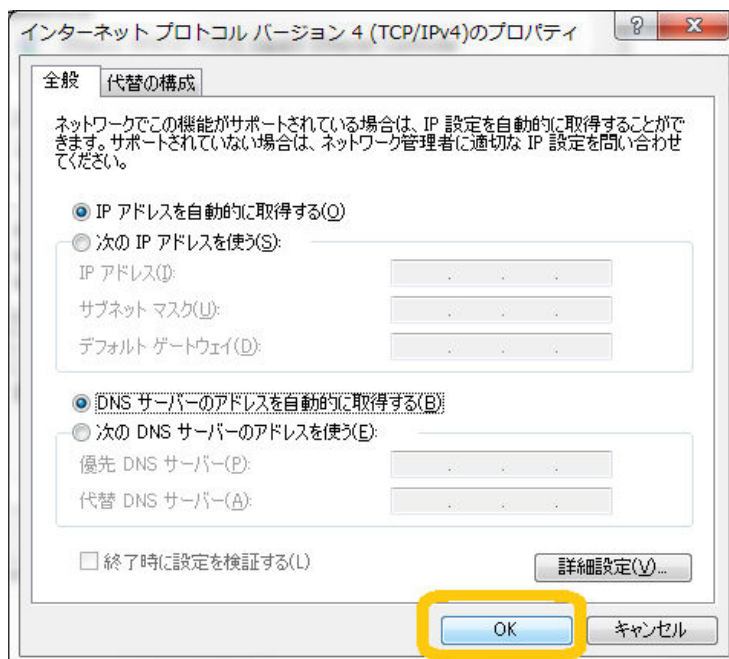 インターネット プロトコル バージョン 4 (TCP/IPv4)のプロパティ
全般
代替の構成
ネットワークでこの機能がサポートされている場合は、IP 設定を自動的に取得することがで
きます。サポートされていない場合は、ネットワーク管理者に適切な IP 設定を問い合わせ
てください。
IP アドレスを自動的に取得する(O)
次の IP アドレスを使う(S):
IP アドレス(I):
サブネット マスク(U):
デフォルト ゲートウェイ(D):
DNS サーバーのアドレスを自動的に取得する(B)
次の DNS サーバーのアドレスを使う(E):
優先 DNS サーバー(P):
代替 DNS サーバー(A):
終了時に設定を検証する(L)
詳細設定(V)...
OK
キャンセル